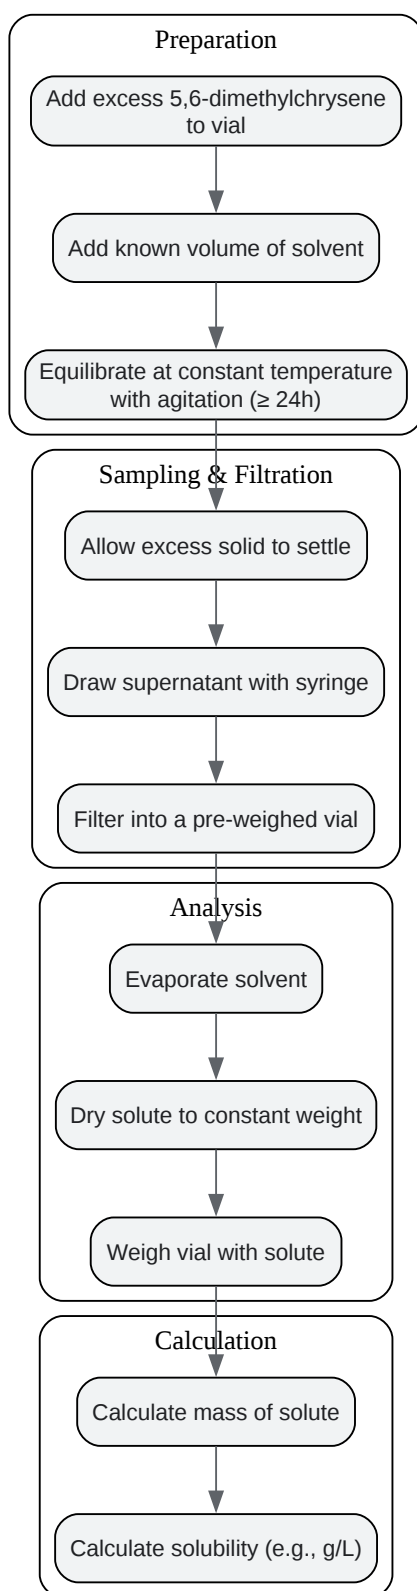 Preparation
Add excess 5,6-dimethylchrysene
to vial
Add known volume of solvent
Equilibrate at constant temperature
with agitation (≥ 24h)
Sampling & Filtration
Allow excess solid to settle
Draw supernatant with syringe
Filter into a pre-weighed vial
Analysis
Evaporate solvent
Dry solute to constant weight
Weigh vial with solute
Calculation
Calculate mass of solute
Calculate solubility (e.g., g/L)